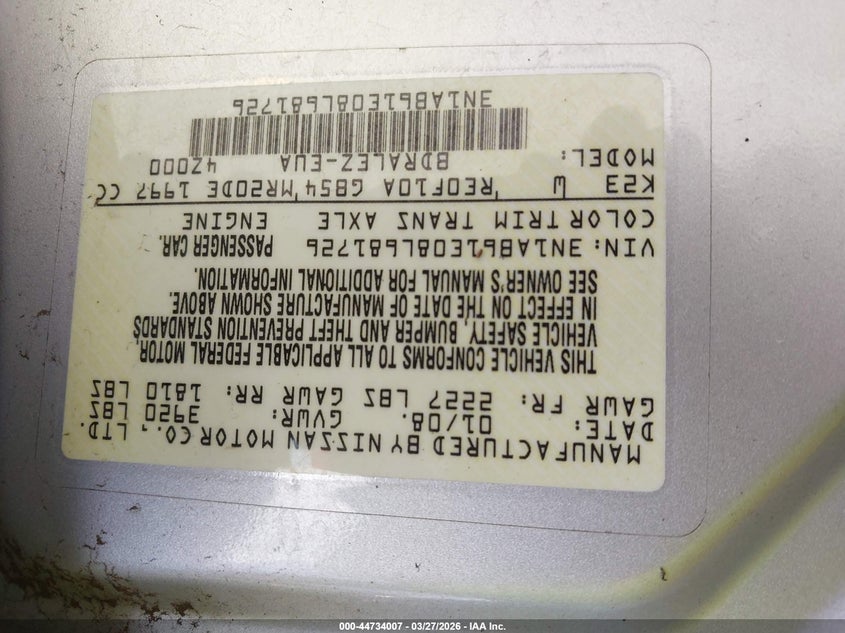 MANUFACTURED BY NISSAN MOTOR CO., LTD.
DATE: 01/08. GVWR: 3920 LBS
GAWR FR: 2227 LBS GAWR RR: 1810 LBS
THIS VEHICLE CONFORMS TO ALL APPLICABLE FEDERAL MOTOR
VEHICLE SAFETY, BUMPER AND THEFT PREVENTION STANDARDS
IN EFFECT ON THE DATE OF MANUFACTURE SHOWN ABOVE.
SEE OWNER'S MANUAL FOR ADDITIONAL INFORMATION.
VIN: 3N1AB61E08L681726 PASSENGER CAR.
COLOR TRIM TRANZ AXLE ENGINE
K23 W 'RE0F10A GB54'MR20DE 1997 CC
MODEL: BDRALEZ-EUA 4Z000
3N1AB61E08L681726
000-44734007 - 03/27/2026 - IAA Inc.